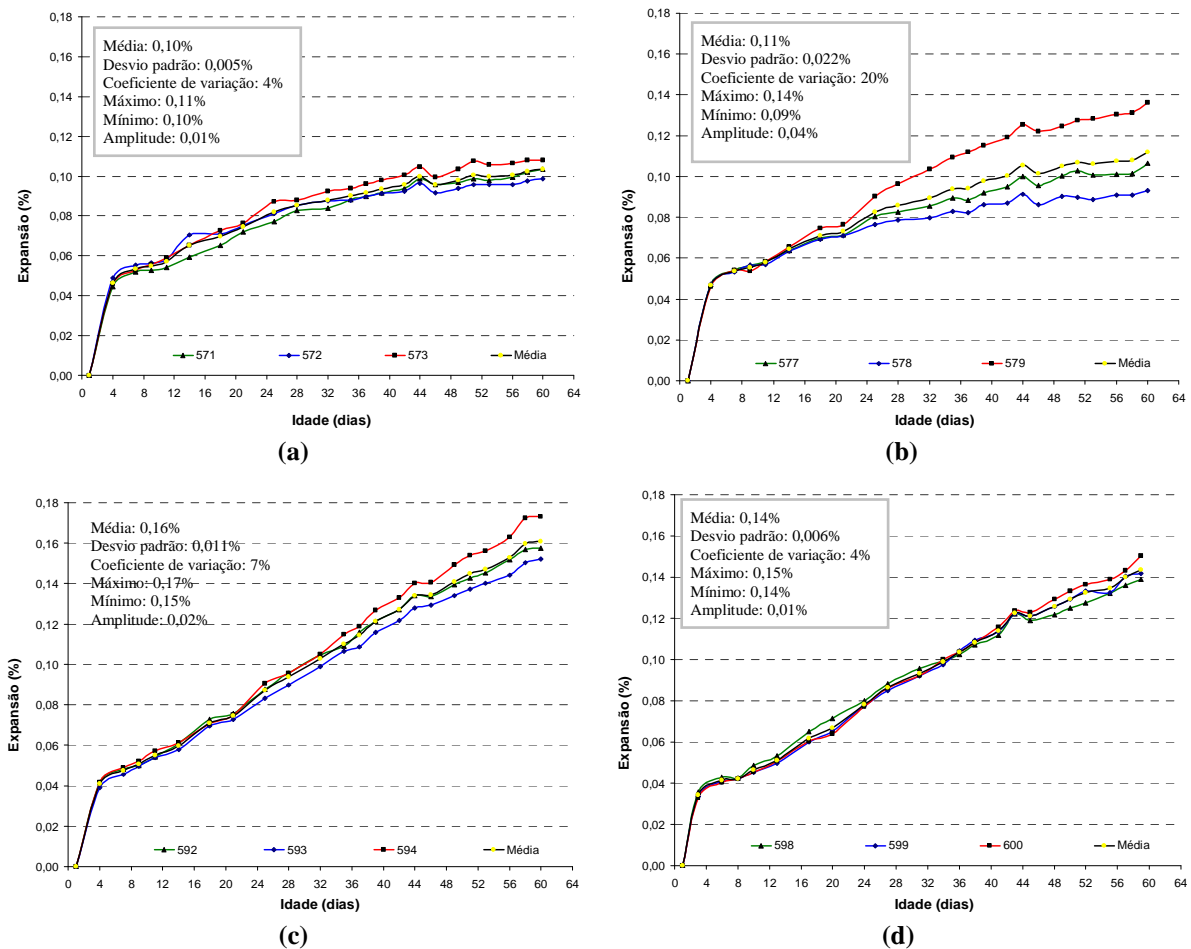 (a)
0,18
0,16
0,14
0,12
0,10
0,08
0,06
0,04
0,02
0,00
Expansão (%)
Média: 0,10%
Desvio padrão: 0,005%
Coeficiente de variação: 4%
Máximo: 0,11%
Mínimo: 0,10%
Amplitude: 0,01%
571 572 573 Média
0 4 8 12 16 20 24 28 32 36 40 44 48 52 56 60 64
Idade (dias)
(a)
0,18
0,16
0,14
0,12
0,10
0,08
0,06
0,04
0,02
0,00
Expansão (%)
Média: 0,11%
Desvio padrão: 0,022%
Coeficiente de variação: 20%
Máximo: 0,14%
Mínimo: 0,09%
Amplitude: 0,04%
577 578 579 Média
0 4 8 12 16 20 24 28 32 36 40 44 48 52 56 60 64
Idade (dias)
(b)
0,18
0,16
0,14
0,12
0,10
0,08
0,06
0,04
0,02
0,00
Expansão (%)
Média: 0,16%
Desvio padrão: 0,011%
Coeficiente de variação: 7%
Máximo: 0,17%
Mínimo: 0,15%
Amplitude: 0,02%
592 593 594 Média
0 4 8 12 16 20 24 28 32 36 40 44 48 52 56 60 64
Idade (dias)
(c)
0,18
0,16
0,14
0,12
0,10
0,08
0,06
0,04
0,02
0,00
Expansão (%)
Média: 0,14%
Desvio padrão: 0,006%
Coeficiente de variação: 4%
Máximo: 0,15%
Mínimo: 0,14%
Amplitude: 0,01%
598 599 600 Média
0 4 8 12 16 20 24 28 32 36 40 44 48 52 56 60 64
Idade (dias)
(d)